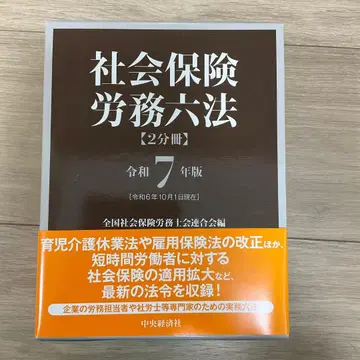 社会保険
労務六法
【2分冊】
令和7年版
[令和6年10月1日現在]
全国社会保険労務士会連合会編
育児介護休業法や雇用保険法の改正ほか、
短時間労働者に対する
社会保険の適用拡大など、
最新の法令を収録！
企業の労務担当者や社労士等専門家のための実務六法
中央経済社